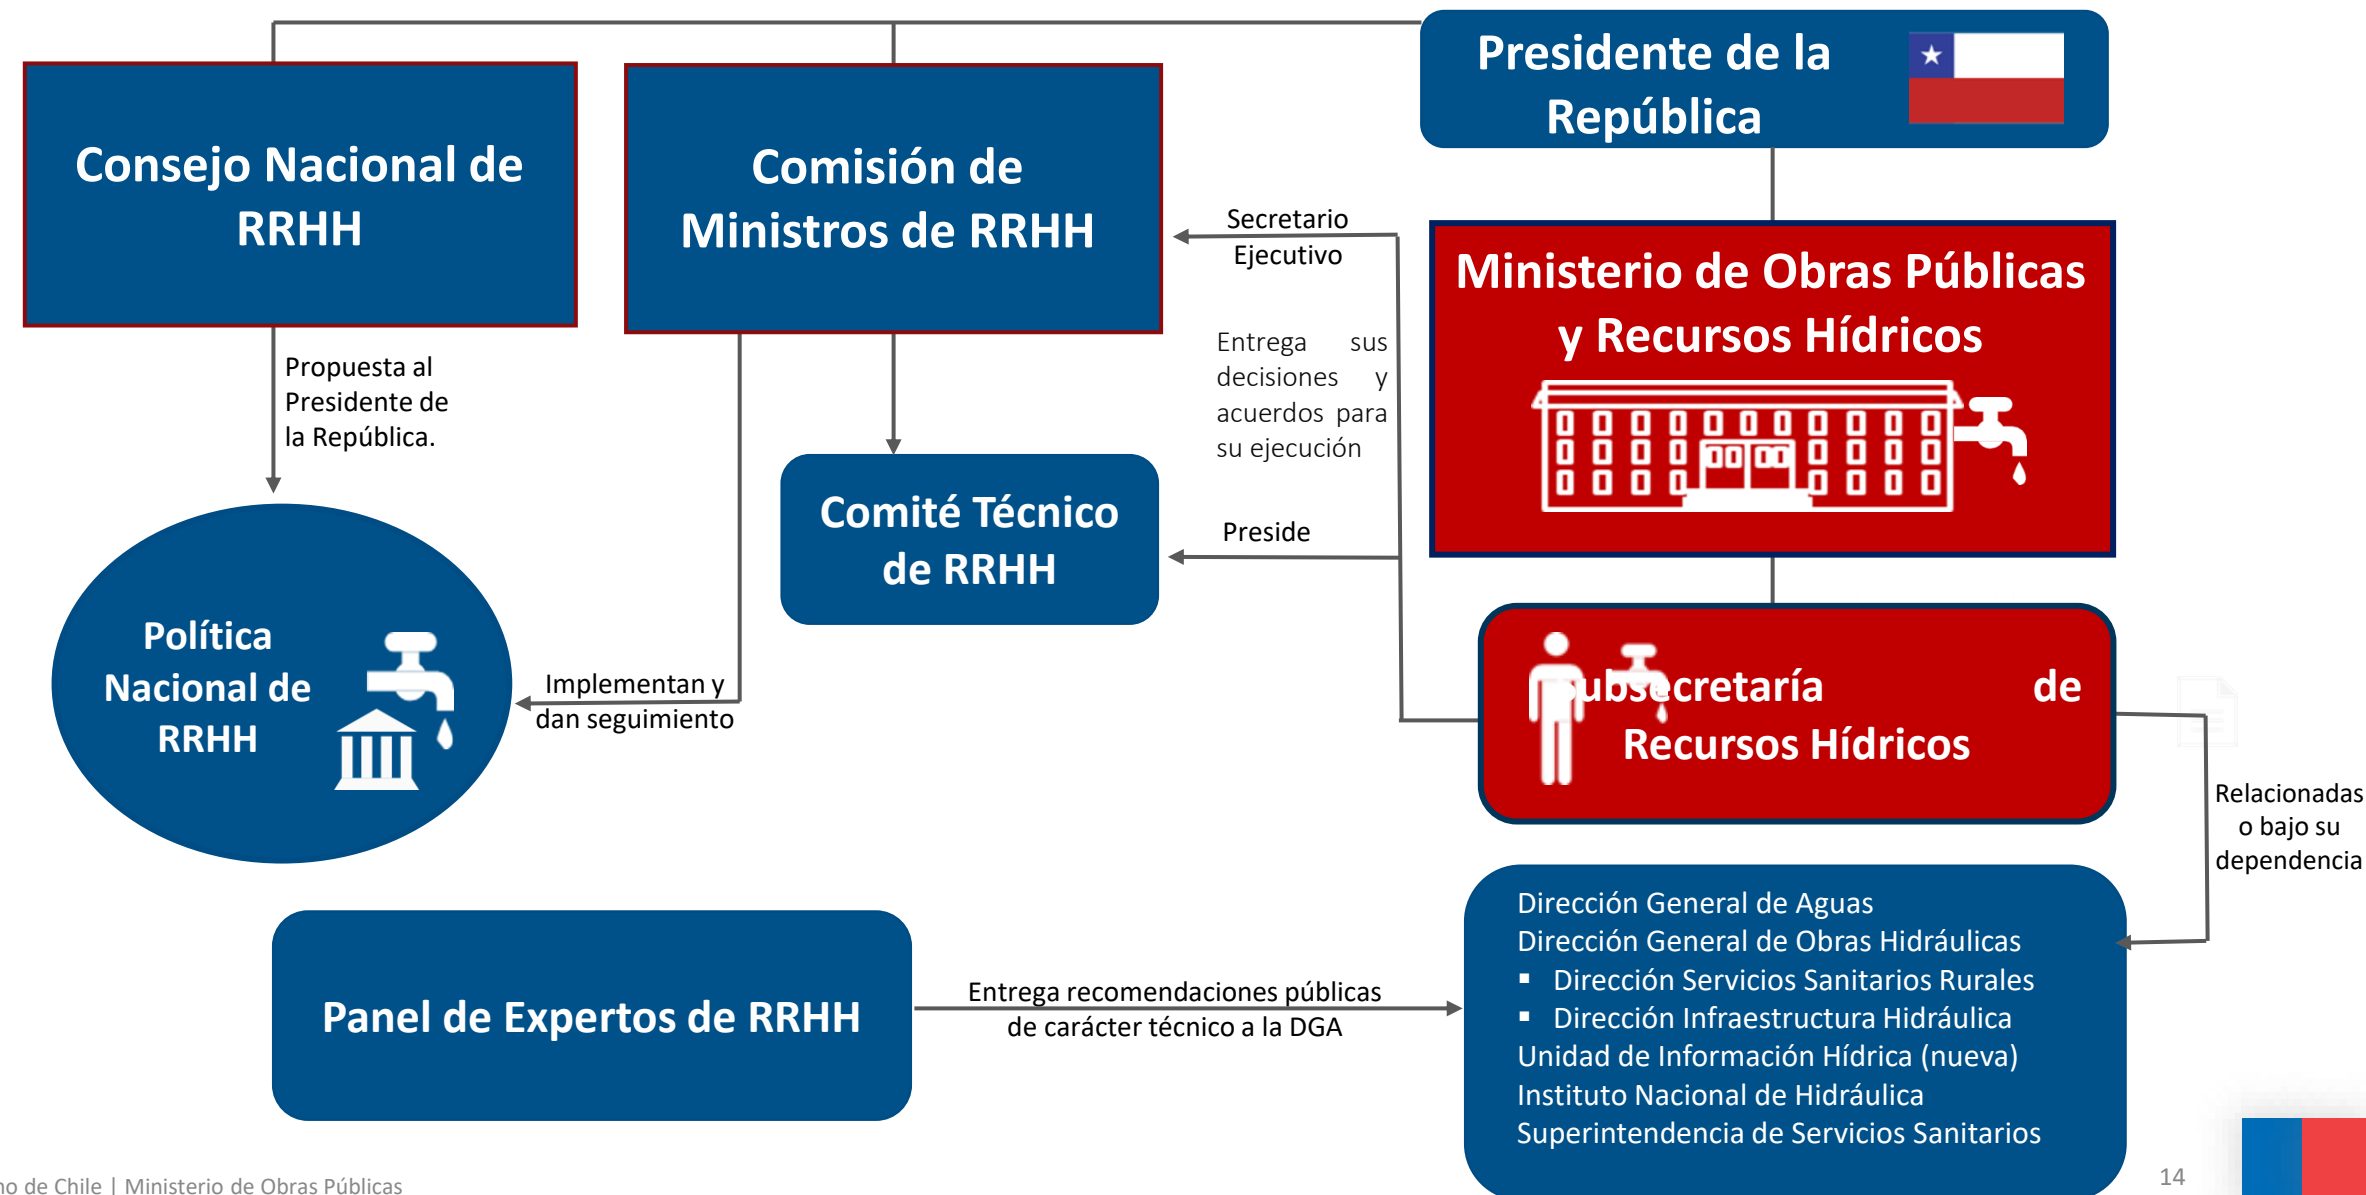 Presidente de la
República
Consejo Nacional de
RRHH
Comisión de
Ministros de RRHH
Secretario
Ejecutivo
Ministerio de Obras Públicas
y Recursos Hídricos
Propuesta al
Presidente de
la República.
Entrega sus
decisiones y
acuerdos para
su ejecución
Comité Técnico
de RRHH
Preside
Política
Nacional de
RRHH
Implementan y
dan seguimiento
ubsecretaría de
Recursos Hídricos
Relacionadas
o bajo su
dependencia
Panel de Expertos de RRHH
Entrega recomendaciones públicas
de carácter técnico a la DGA
Dirección General de Aguas
Dirección General de Obras Hidráulicas
▪ Dirección Servicios Sanitarios Rurales
▪ Dirección Infraestructura Hidráulica
Unidad de Información Hídrica (nueva)
Instituto Nacional de Hidráulica
Superintendencia de Servicios Sanitarios
no de Chile | Ministerio de Obras Públicas
14